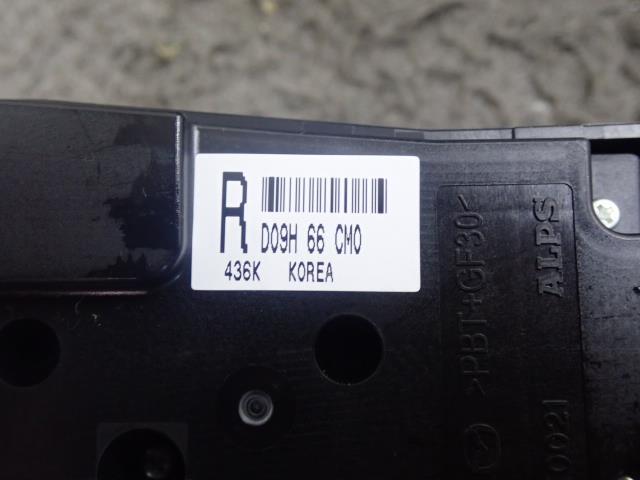 R
D09H 66 CM0
436K KOREA
>PBT+GF30<
ALPS
0021